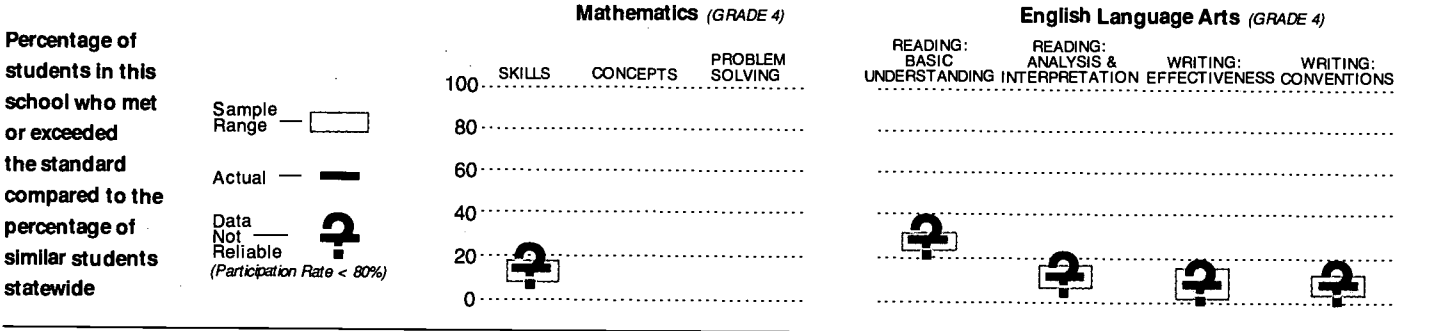 Mathematics (GRADE 4)
English Language Arts (GRADE 4)
Percentage of
students in this
school who met
or exceeded
the standard
compared to the
percentage of
similar students
statewide
Sample
Range
Actual
Data
Not
Reliable
(Participation Rate < 80%)
SKILLS
CONCEPTS
PROBLEM
SOLVING
100
80
60
40
20
0
READING:
BASIC
UNDERSTANDING
READING:
ANALYSIS &
INTERPRETATION
WRITING:
EFFECTIVENESS
WRITING:
CONVENTIONS